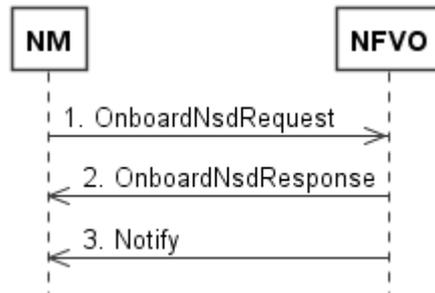 NM
NFVO
1. OnboardNsdRequest
2. OnboardNsdResponse
3. Notify